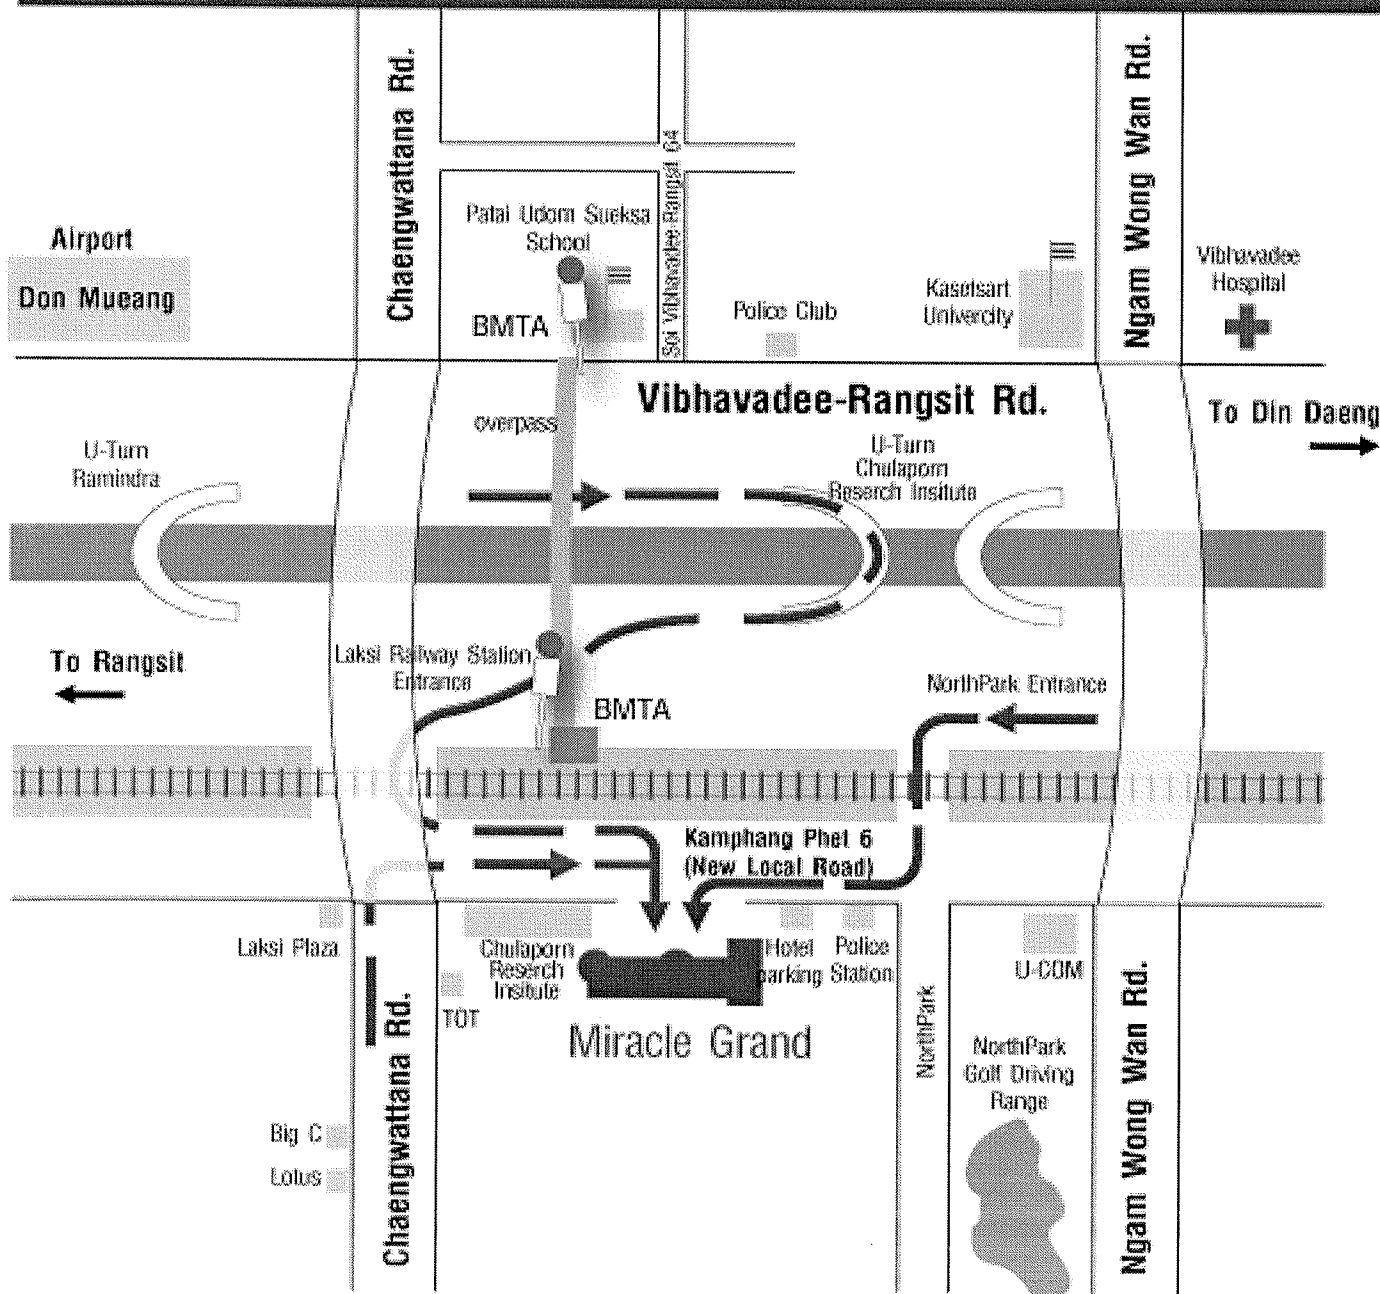 Chaengwattana Rd.
Soi Vibhavadee-Rangsit 64
Ngam Wong Wan Rd.
Patai Udom Sueksa
School
Airport
Don Mueang
BMTA
Police Club
Kasetsart
Univercity
Vibhavadee
Hospital
Vibhavadee-Rangsit Rd.
To Din Daeng
overpass
U-Turn
Ramindra
U-Turn
Chulaporn
Reserch Insitute
To Rangsit
Laksi Railway Station
Entrance
BMTA
NorthPark Entrance
Kamphang Phet 6
(New Local Road)
Laksi Plaza
Chulaporn
Reserch
Insitute
TOT
Hotel
parking
Police
Station
U-COM
Miracle Grand
NorthPark
NorthPark
Golf Driving
Range
Chaengwattana Rd.
Ngam Wong Wan Rd.
Big C
Lotus